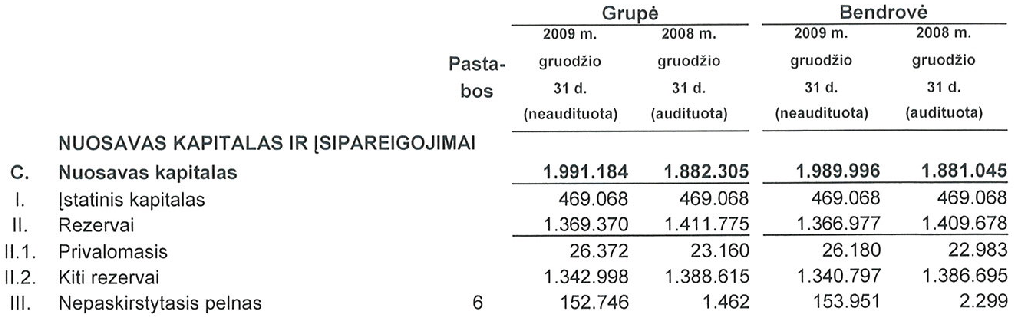 Grupė Bendrovė
2009 m. 2008 m. 2009 m. 2008 m.
Pasta- gruodžio gruodžio gruodžio gruodžio
bos 31 d. 31 d. 31 d. 31 d.
(neaudituota) (audituota) (neaudituota) (audituota)
NUOSAVAS KAPITALAS IR ĮSIPAREIGOJIMAI
C. Nuosavas kapitalas 1.991.184 1.882.305 1.989.996 1.881.045
I. Įstatinis kapitalas 469.068 469.068 469.068 469.068
II. Rezervai 1.369.370 1.411.775 1.366.977 1.409.678
II.1. Privalomasis 26.372 23.160 26.180 22.983
II.2. Kiti rezervai 1.342.998 1.388.615 1.340.797 1.386.695
III. Nepaskirstytasis pelnas 6 152.746 1.462 153.951 2.299